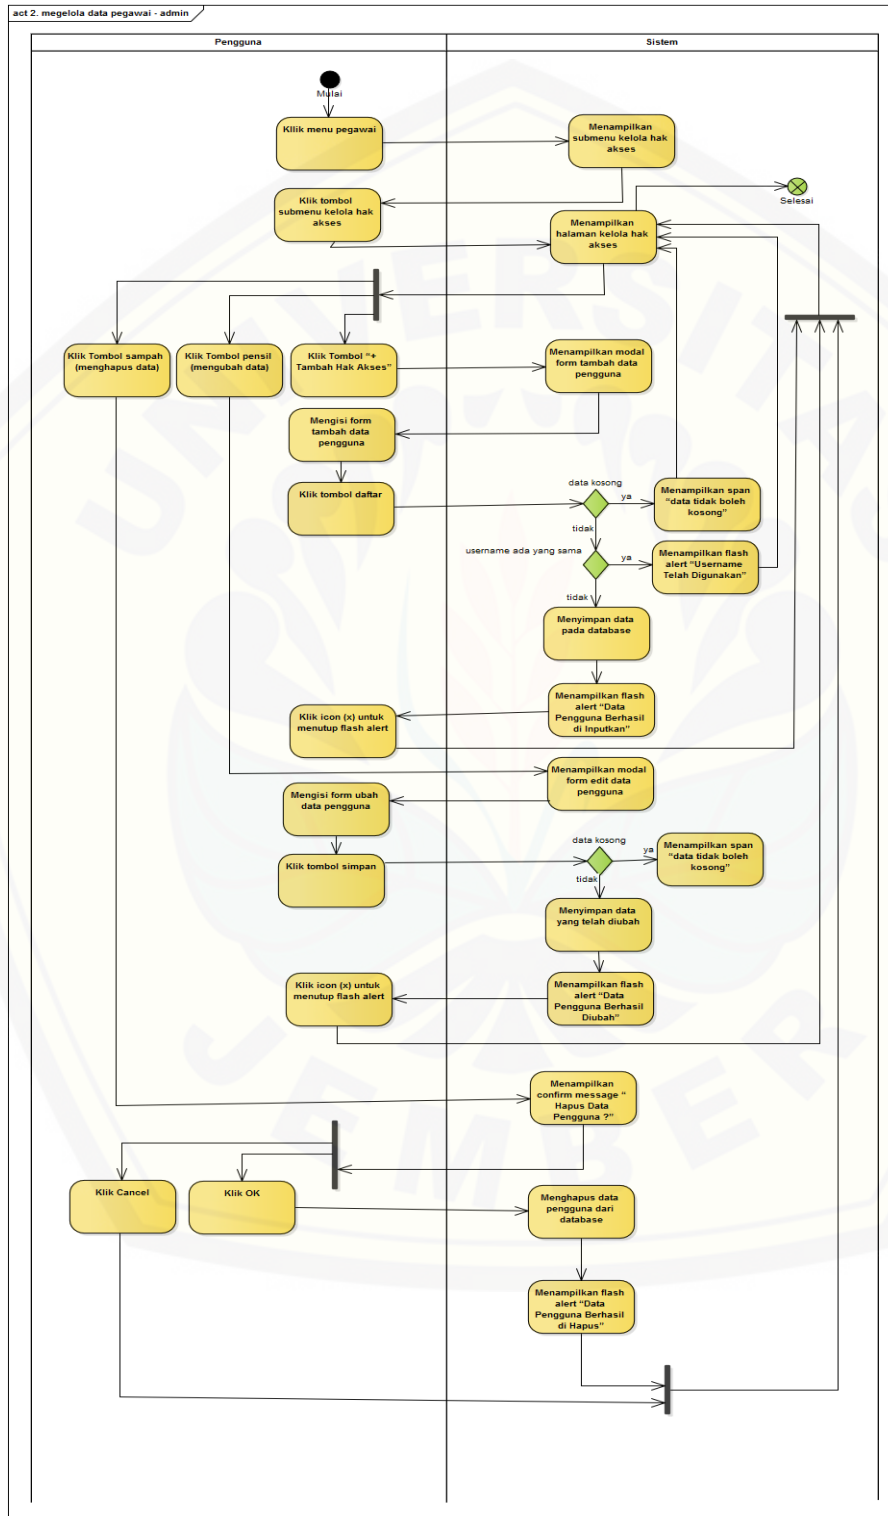 act 2. megelola data pegawai - admin
Pengguna
Sistem
Mulai
Kllik menu pegawai
Menampilkan
submenu kelola hak
akses
Selesai
Klik tombol
submenu kelola hak
akses
Menampilkan
halaman kelola hak
akses
Klik Tombol sampah
(menghapus data)
Klik Tombol pensil
(mengubah data)
Klik Tombol "+
Tambah Hak Akses"
Menampilkan modal
form tambah data
pengguna
Mengisi form
tambah data
pengguna
Klik tombol daftar
data kosong
ya
Menampilkan span
"data tidak boleh
kosong"
tidak
username ada yang sama
ya
Menampilkan flash
alert "Username
Telah Digunakan"
tidak
Menyimpan data
pada database
Menampilkan flash
alert "Data
Pengguna Berhasil
di Inputkan"
Klik icon (x) untuk
menutup flash alert
Menampilkan modal
form edit data
pengguna
Mengisi form ubah
data pengguna
Klik tombol simpan
data kosong
ya
Menampilkan span
"data tidak boleh
kosong"
tidak
Menyimpan data
yang telah diubah
Menampilkan flash
alert "Data
Pengguna Berhasil
Diubah"
Klik icon (x) untuk
menutup flash alert
Menampilkan
confirm message "
Hapus Data
Pengguna ?"
Klik Cancel
Klik OK
Menghapus data
pengguna dari
database
Menampilkan flash
alert "Data
Pengguna Berhasil
di Hapus"
UNIVERSITAS
JEMBER